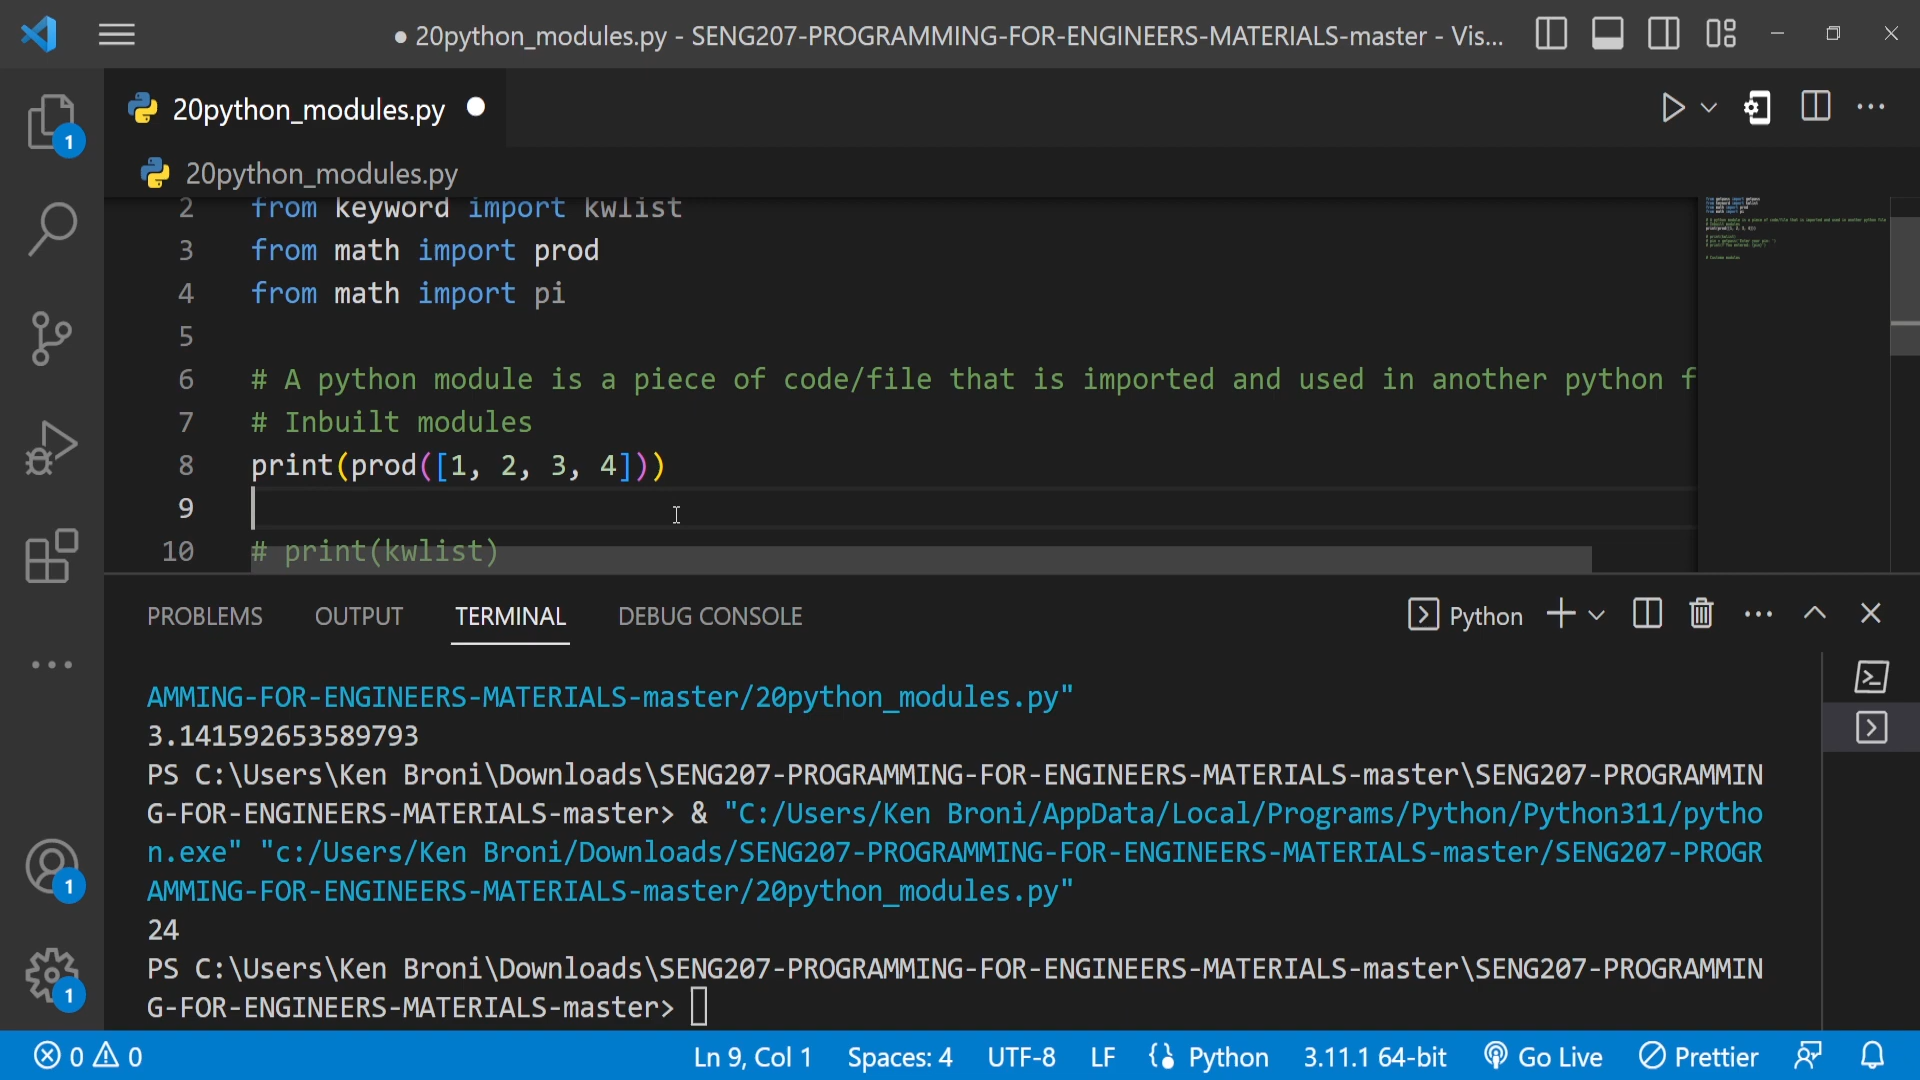 ● 20python_modules.py - SENG207-PROGRAMMING-FOR-ENGINEERS-MATERIALS-master - Vis...
20python_modules.py
1
20python_modules.py
2 from keyword import kwlist
3 from math import prod
4 from math import pi
5
6 # A python module is a piece of code/file that is imported and used in another python f
7 # Inbuilt modules
8 print(prod([1, 2, 3, 4]))
9
10 # print(kwlist)
PROBLEMS OUTPUT TERMINAL DEBUG CONSOLE Python
AMMING-FOR-ENGINEERS-MATERIALS-master/20python_modules.py"
3.141592653589793
PS C:\Users\Ken Broni\Downloads\SENG207-PROGRAMMING-FOR-ENGINEERS-MATERIALS-master\SENG207-PROGRAMMIN
G-FOR-ENGINEERS-MATERIALS-master> & "C:/Users/Ken Broni/AppData/Local/Programs/Python/Python311/pytho
n.exe" "c:/Users/Ken Broni/Downloads/SENG207-PROGRAMMING-FOR-ENGINEERS-MATERIALS-master/SENG207-PROGR
AMMING-FOR-ENGINEERS-MATERIALS-master/20python_modules.py"
1
24
PS C:\Users\Ken Broni\Downloads\SENG207-PROGRAMMING-FOR-ENGINEERS-MATERIALS-master\SENG207-PROGRAMMIN
1
G-FOR-ENGINEERS-MATERIALS-master>
0 0 Ln 9, Col 1 Spaces: 4 UTF-8 LF Python 3.11.1 64-bit Go Live Prettier